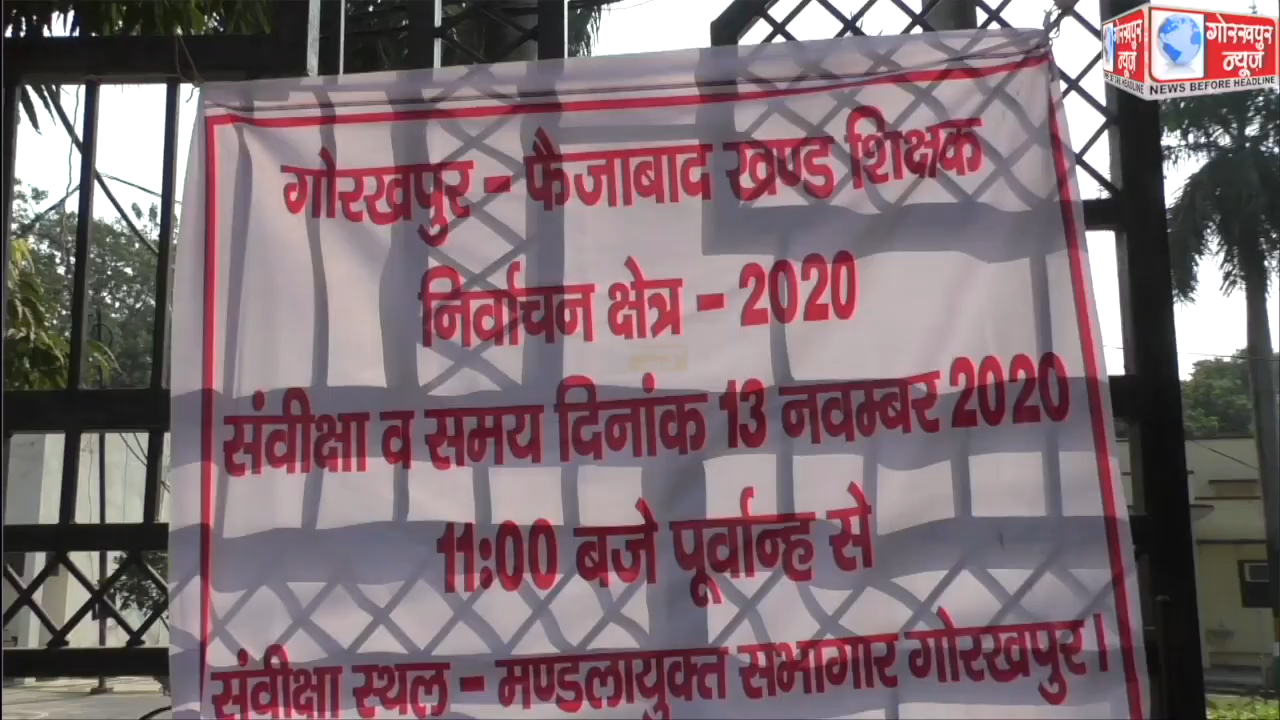 गोरखपुर न्यूज
गोरखपुर न्यूज
NEWS BEFORE HEADLINE
गोरखपुर - फैजाबाद खण्ड शिक्षक
निर्वाचन क्षेत्र - 2020
संवीक्षा व समय दिनांक 13 नवम्बर 2020
11:00 बजे पूर्वान्ह से
संवीक्षा स्थल - मण्डलायुक्त सभागार गोरखपुर।